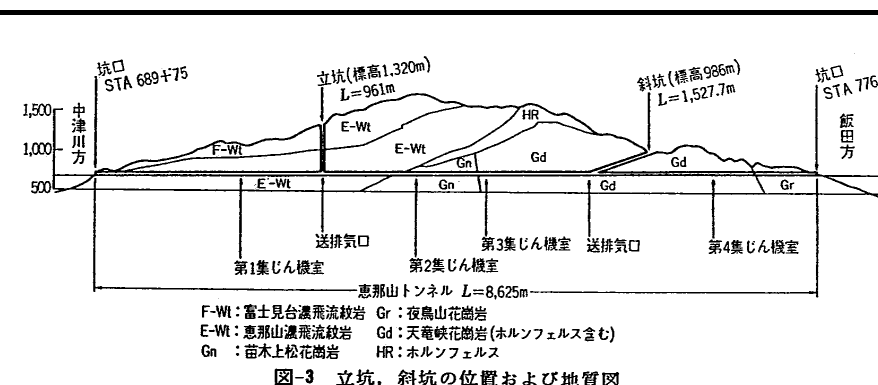 坑口
STA 689+75
立坑(標高1,320m)
L=961m
斜坑(標高986m)
L=1,527.7m
坑口
STA 776
中津川方
飯田方
1,500
1,000
500
F-Wt
E-Wt
E-Wt
HR
Gn
Gd
Gd
E-Wt
Gn
Gd
Gr
送排気口
第3集じん機室
送排気口
第4集じん機室
第1集じん機室
第2集じん機室
恵那山トンネル L=8,625m
F-Wt:富士見台濃飛流紋岩 Gr:夜烏山花崗岩
E-Wt:恵那山濃飛流紋岩 Gd:天竜峡花崗岩(ホルンフェルス含む)
Gn :苗木上松花崗岩 HR:ホルンフェルス
図-3 立坑,斜坑の位置および地質図